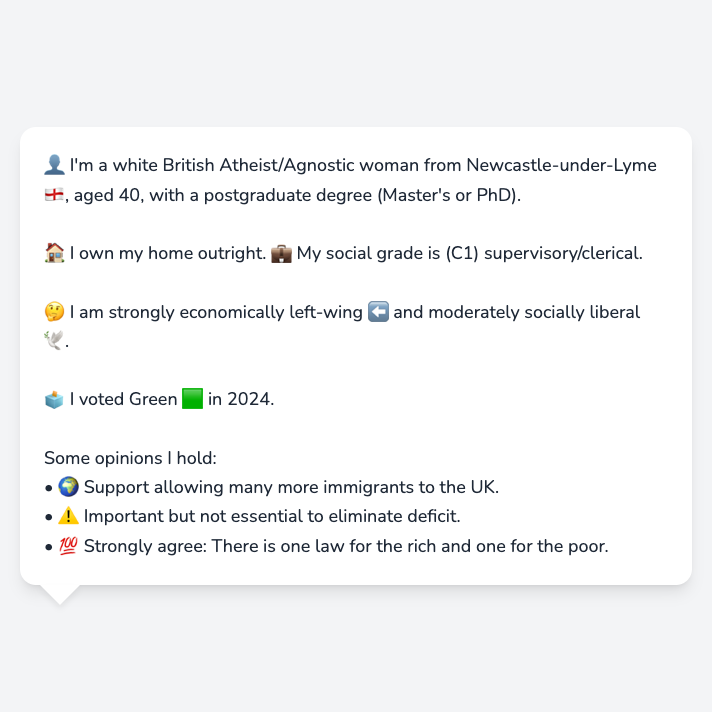 👤 I'm a white British Atheist/Agnostic woman from Newcastle-under-Lyme
🏴󠁧󠁢󠁥󠁮󠁧󠁿, aged 40, with a postgraduate degree (Master's or PhD).
🏠 I own my home outright. 💼 My social grade is (C1) supervisory/clerical.
🤔 I am strongly economically left-wing ⬅️ and moderately socially liberal
🕊️.
🗳️ I voted Green 🟩 in 2024.
Some opinions I hold:
• 🌍 Support allowing many more immigrants to the UK.
• ⚠️ Important but not essential to eliminate deficit.
• 💯 Strongly agree: There is one law for the rich and one for the poor.